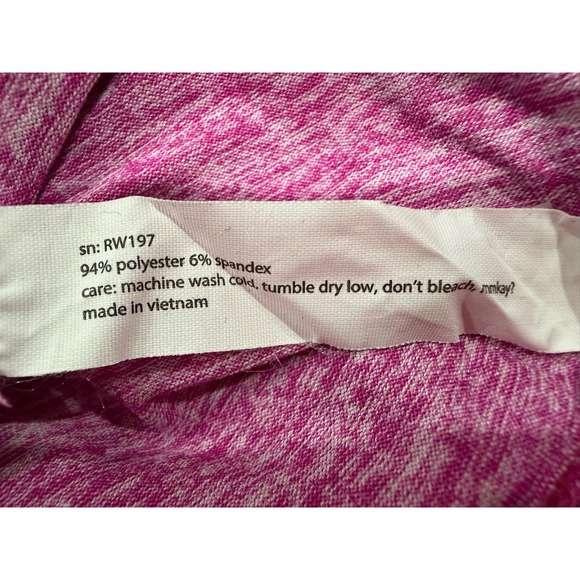 sn: RW197
94% polyester 6% spandex
care: machine wash cold, tumble dry low, don't bleach, mmkay?
made in vietnam